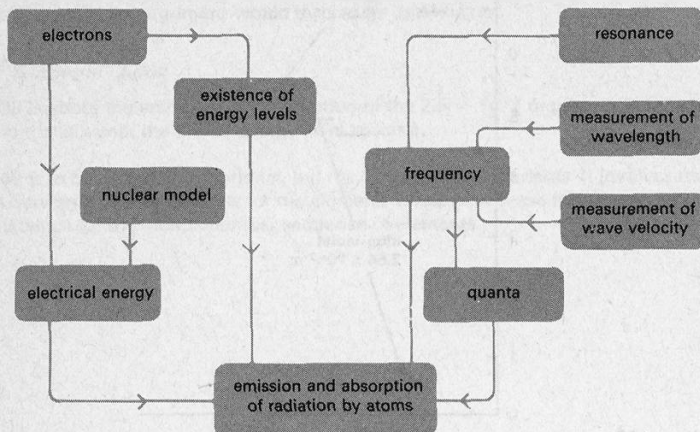 electrons
resonance
existence of
energy levels
measurement
of wavelength
nuclear model
frequency
measurement of
wave velocity
electrical energy
quanta
emission and absorption
of radiation by atoms